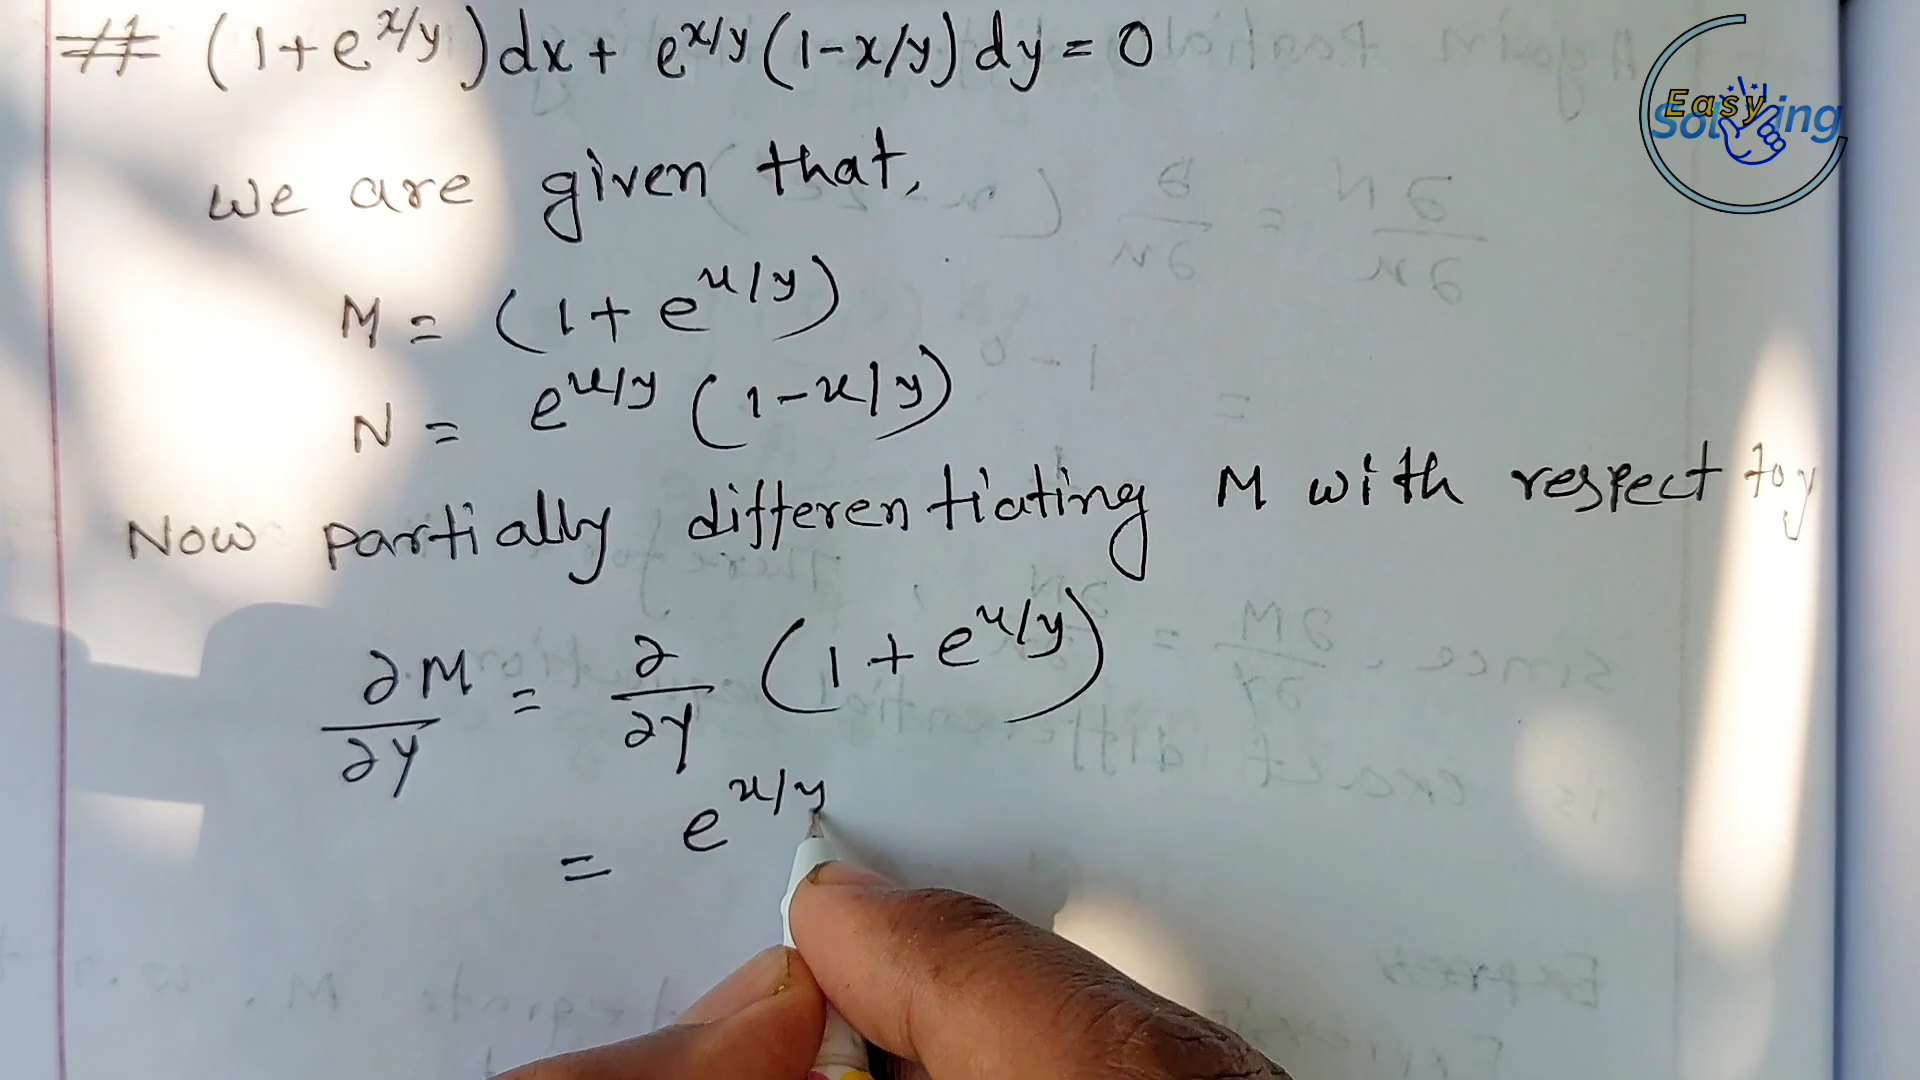 # (1+e^{x/y})dx + e^{x/y}(1-x/y)dy = 0
Easy Solving
We are given that,
M = (1 + e^{x/y})
N = e^{x/y} (1-x/y)
Now partially differentiating M with respect to y
∂M/∂y = ∂/∂y (1 + e^{x/y})
= e^{x/y}